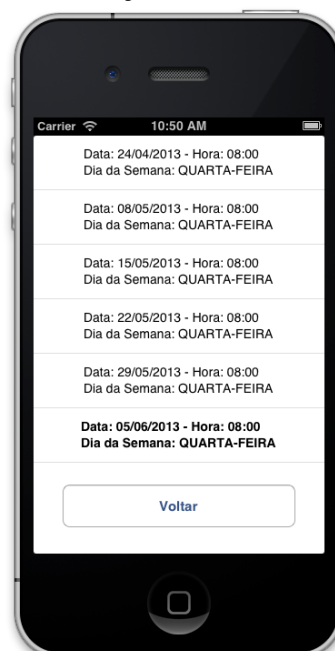 Carrier 10:50 AM
Data: 24/04/2013 - Hora: 08:00
Dia da Semana: QUARTA-FEIRA
Data: 08/05/2013 - Hora: 08:00
Dia da Semana: QUARTA-FEIRA
Data: 15/05/2013 - Hora: 08:00
Dia da Semana: QUARTA-FEIRA
Data: 22/05/2013 - Hora: 08:00
Dia da Semana: QUARTA-FEIRA
Data: 29/05/2013 - Hora: 08:00
Dia da Semana: QUARTA-FEIRA
Data: 05/06/2013 - Hora: 08:00
Dia da Semana: QUARTA-FEIRA
Voltar